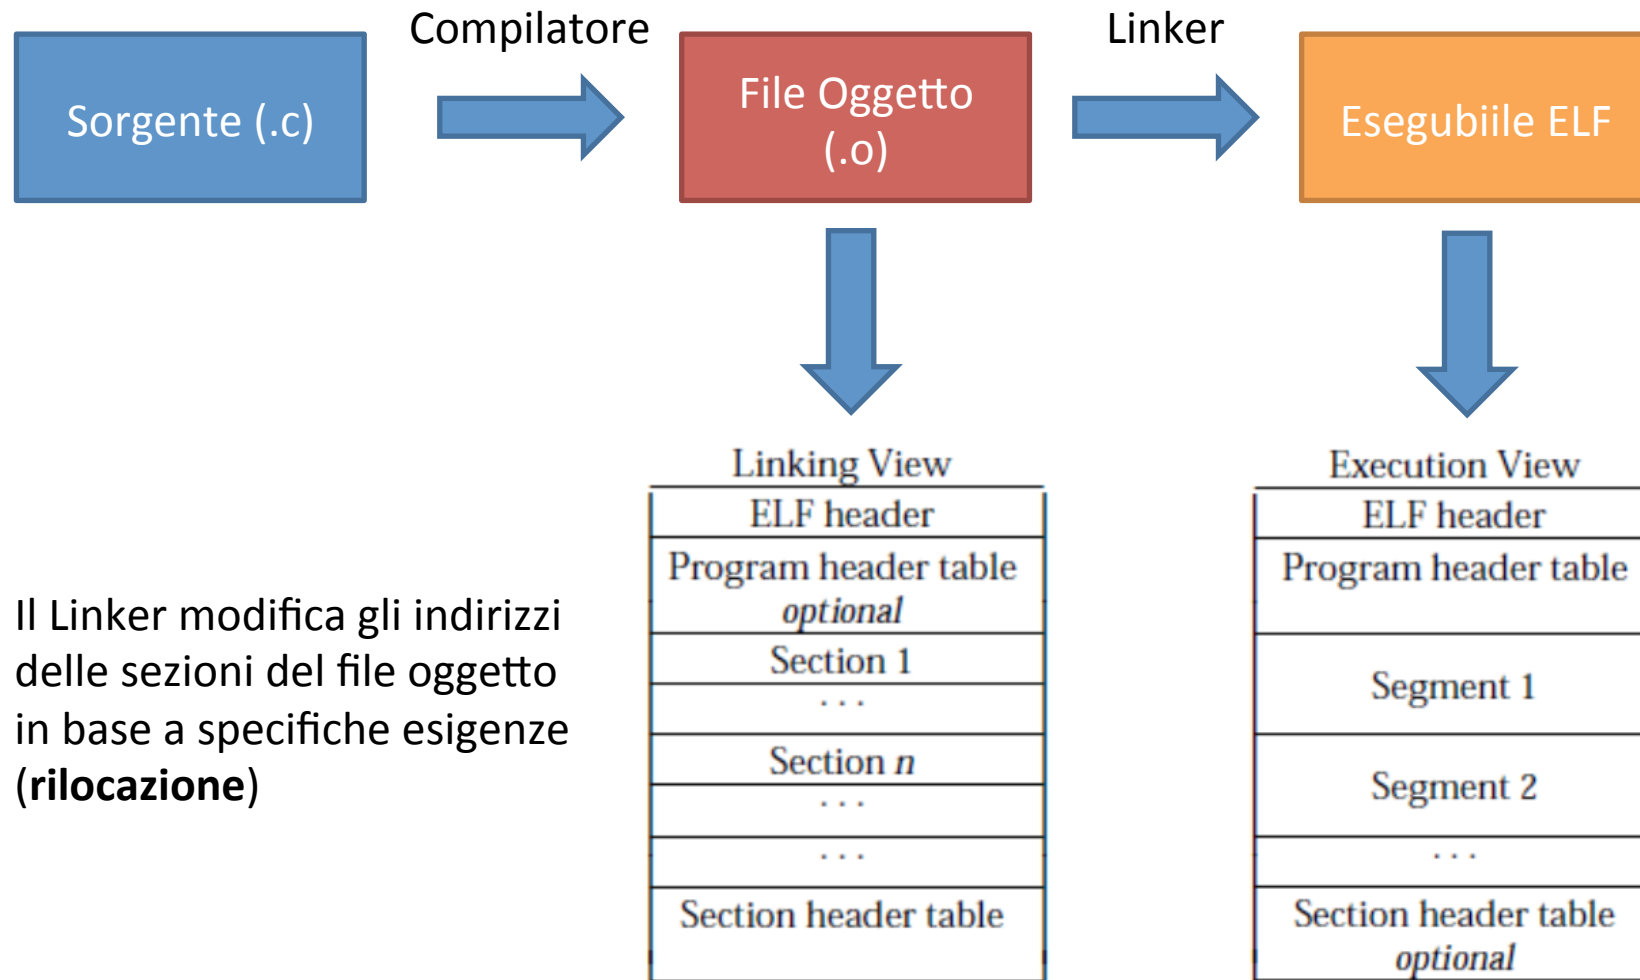 Compilatore
Linker
Sorgente (.c)
File Oggetto
(.o)
Esegubiile ELF
Il Linker modifica gli indirizzi
delle sezioni del file oggetto
in base a specifiche esigenze
(rilocazione)
Linking View
ELF header
Program header table
optional
Section 1
. . .
Section n
. . .
. . .
Section header table
Execution View
ELF header
Program header table
Segment 1
Segment 2
. . .
Section header table
optional